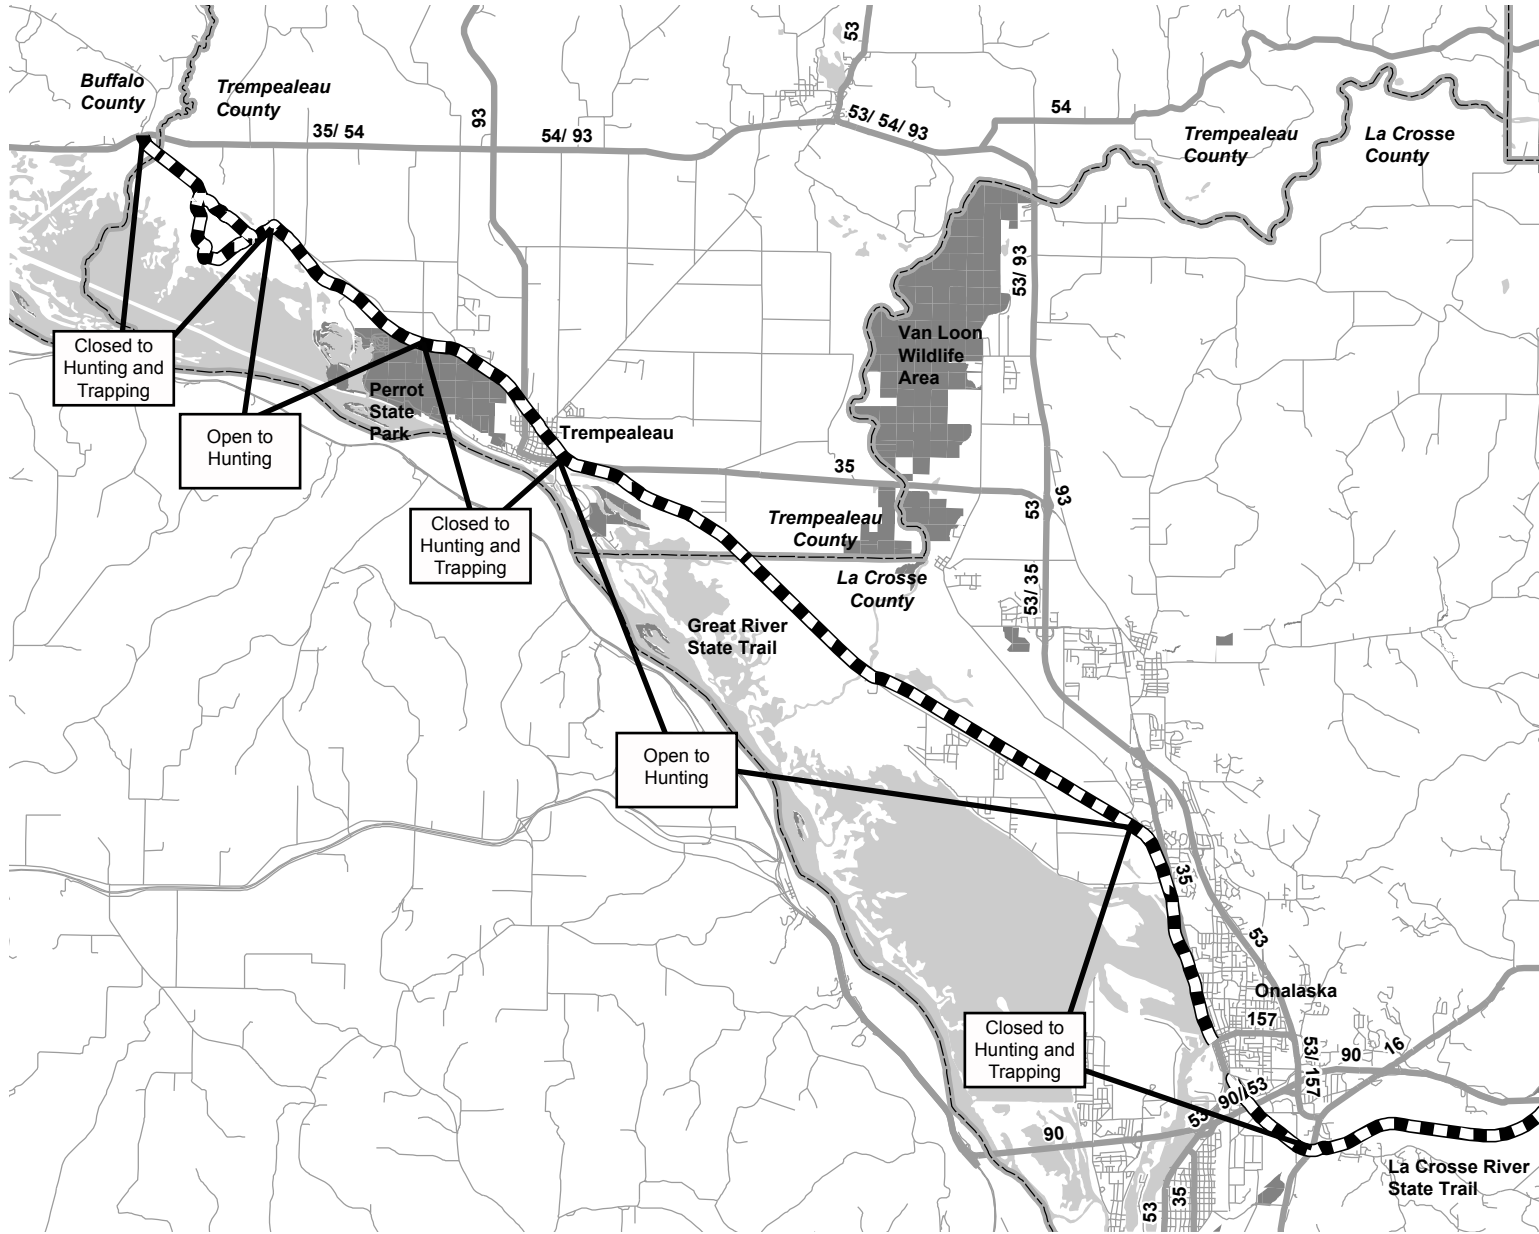 53
Buffalo
County
Trempealeau
County
93
35/ 54
54/ 93
53/ 54/ 93
54
Trempealeau
County
La Crosse
County
53/ 93
Van Loon
Wildlife
Area
Closed to
Hunting and
Trapping
Perrot
State
Park
Open to
Hunting
Trempealeau
35
93
53
Closed to
Hunting and
Trapping
Trempealeau
County
La Crosse
County
53/ 35
Great River
State Trail
Open to
Hunting
35
53
Onalaska
157
Closed to
Hunting and
Trapping
53/ 157
90
16
90/ 53
53
90
La Crosse River
State Trail
53
35